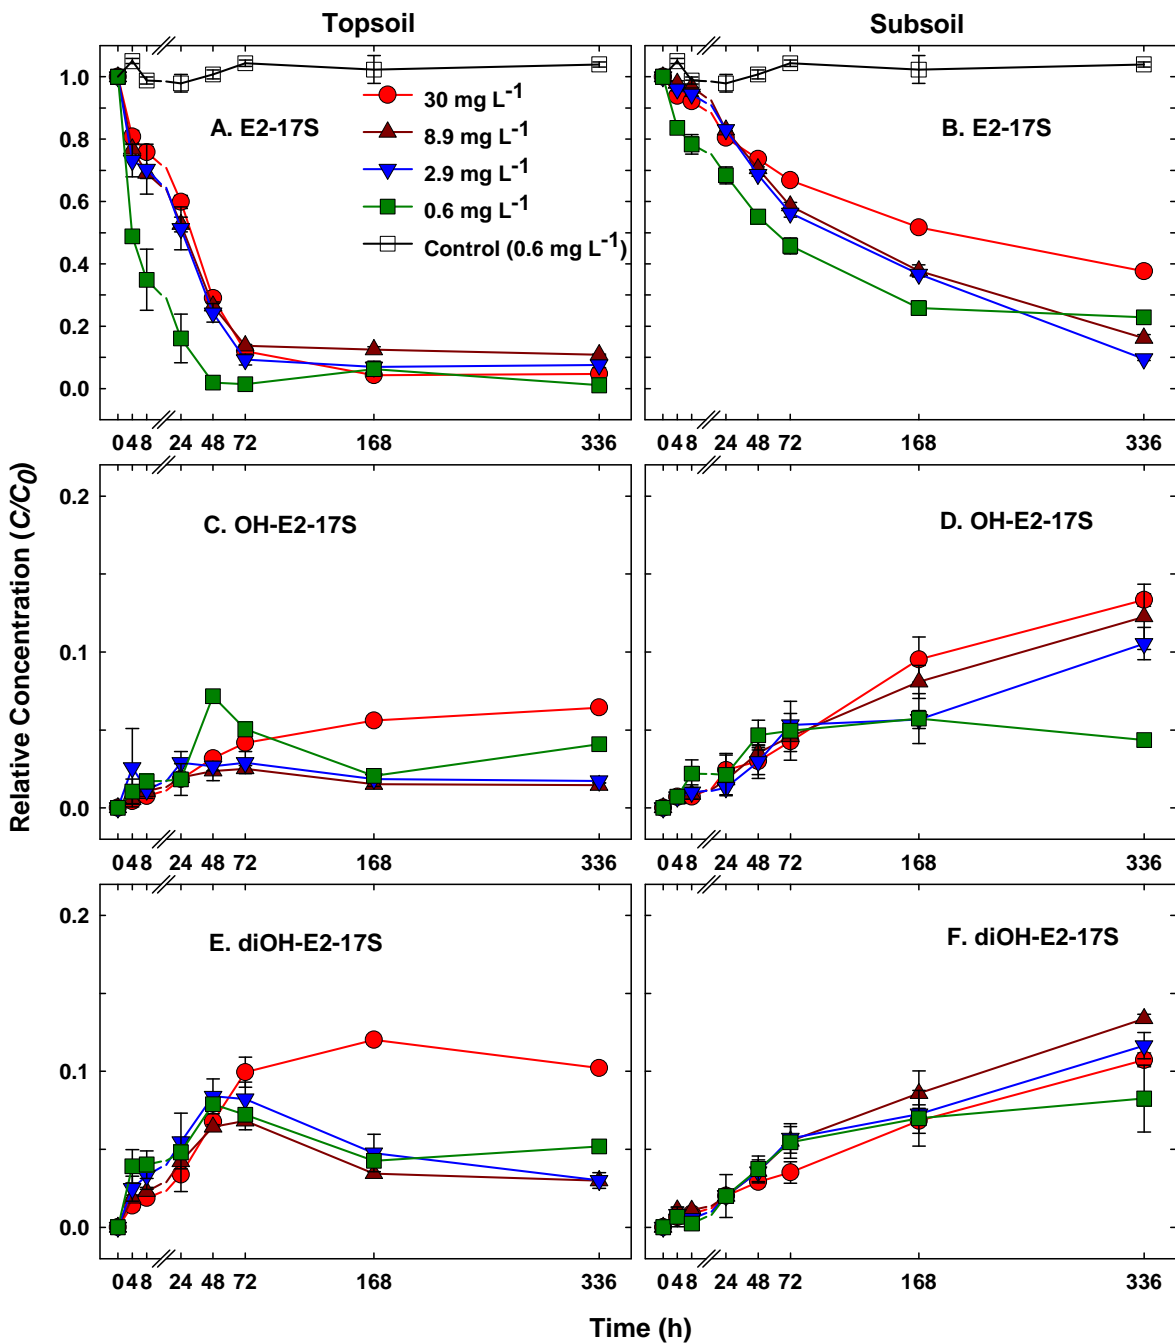 Topsoil Subsoil
1.0
0.8
0.6
0.4
0.2
0.0
A. E2-17S
30 mg L⁻¹
8.9 mg L⁻¹
2.9 mg L⁻¹
0.6 mg L⁻¹
Control (0.6 mg L⁻¹)
B. E2-17S
0 4 8 24 48 72 168 336
0 4 8 24 48 72 168 336
Relative Concentration (C/C0)
0.2
0.1
0.0
C. OH-E2-17S
D. OH-E2-17S
0 4 8 24 48 72 168 336
0 4 8 24 48 72 168 336
0.2
0.1
0.0
E. diOH-E2-17S
F. diOH-E2-17S
0 4 8 24 48 72 168 336
0 4 8 24 48 72 168 336
Time (h)